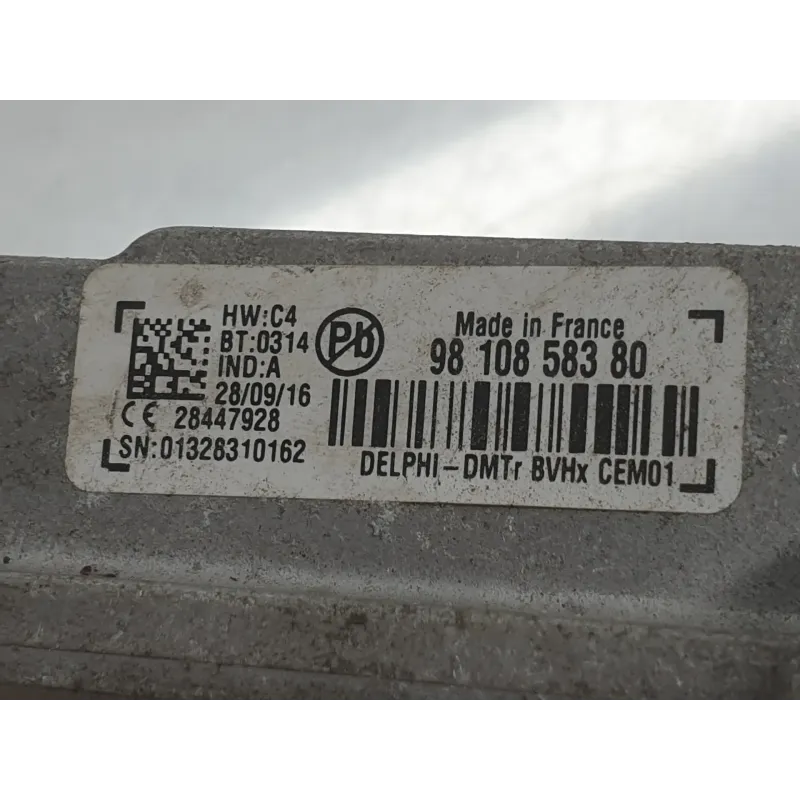 HW:C4
BT:0314
IND:A
28/09/16
CE 28447928
SN:01328310162
Pb
Made in France
98 108 583 80
DELPHI-DMTr BVHx CEM01